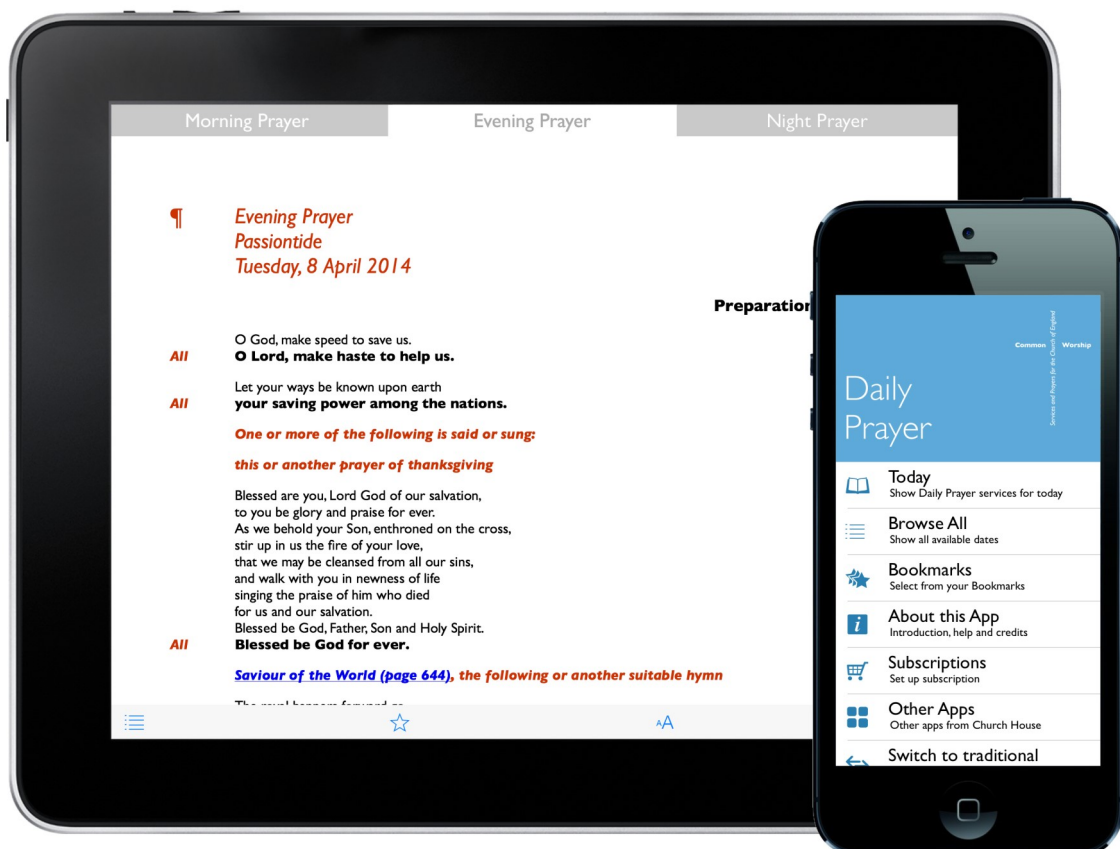 Morning Prayer
Evening Prayer
Night Prayer
¶ Evening Prayer
Passiontide
Tuesday, 8 April 2014
Preparation
O God, make speed to save us.
All O Lord, make haste to help us.
Let your ways be known upon earth
All your saving power among the nations.
One or more of the following is said or sung:
this or another prayer of thanksgiving
Blessed are you, Lord God of our salvation,
to you be glory and praise for ever.
As we behold your Son, enthroned on the cross,
stir up in us the fire of your love,
that we may be cleansed from all our sins,
and walk with you in newness of life
singing the praise of him who died
for us and our salvation.
Blessed be God, Father, Son and Holy Spirit.
All Blessed be God for ever.
Saviour of the World (page 644), the following or another suitable hymn
AA
Common Worship
Services and Prayers for the Church of England
Daily
Prayer
Today
Show Daily Prayer services for today
Browse All
Show all available dates
Bookmarks
Select from your Bookmarks
i
About this App
Introduction, help and credits
Subscriptions
Set up subscription
Other Apps
Other apps from Church House
Switch to traditional